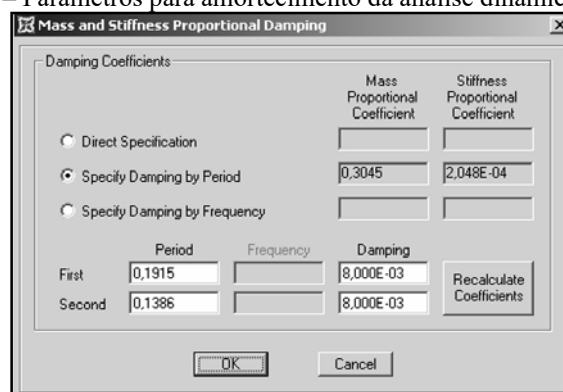 – Parâmetros para amortecimento da análise dinâmic
Mass and Stiffness Proportional Damping
Damping Coefficients
Mass Proportional Coefficient
Stiffness Proportional Coefficient
Direct Specification
Specify Damping by Period 0,3045 2,048E-04
Specify Damping by Frequency
Period Frequency Damping
First 0,1915 8,000E-03
Second 0,1386 8,000E-03
Recalculate Coefficients
OK Cancel